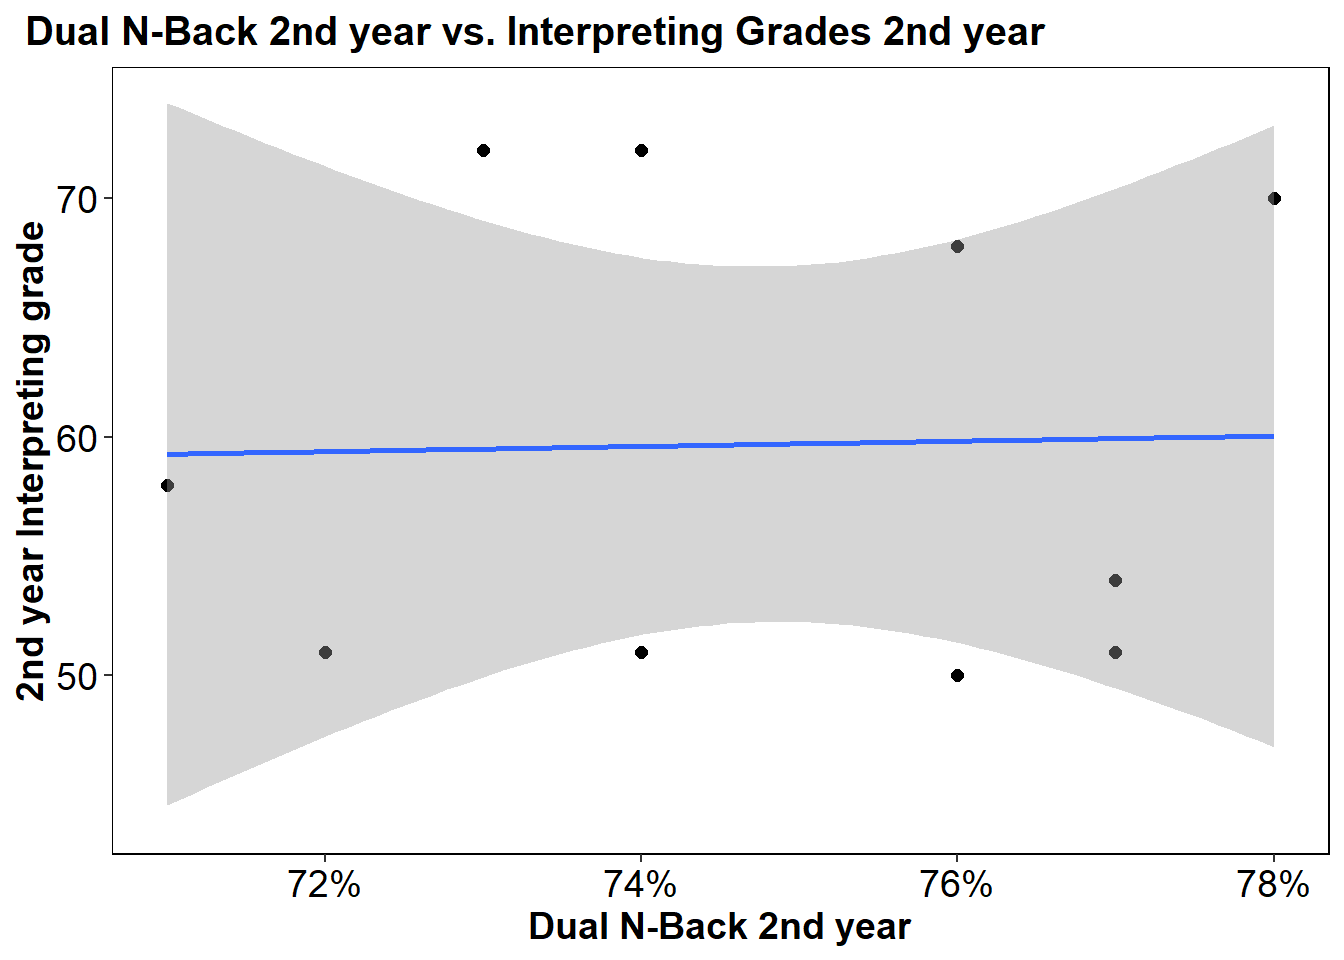 Dual N-Back 2nd year vs. Interpreting Grades 2nd year
2nd year Interpreting grade
70
60
50
72%
74%
76%
78%
Dual N-Back 2nd year